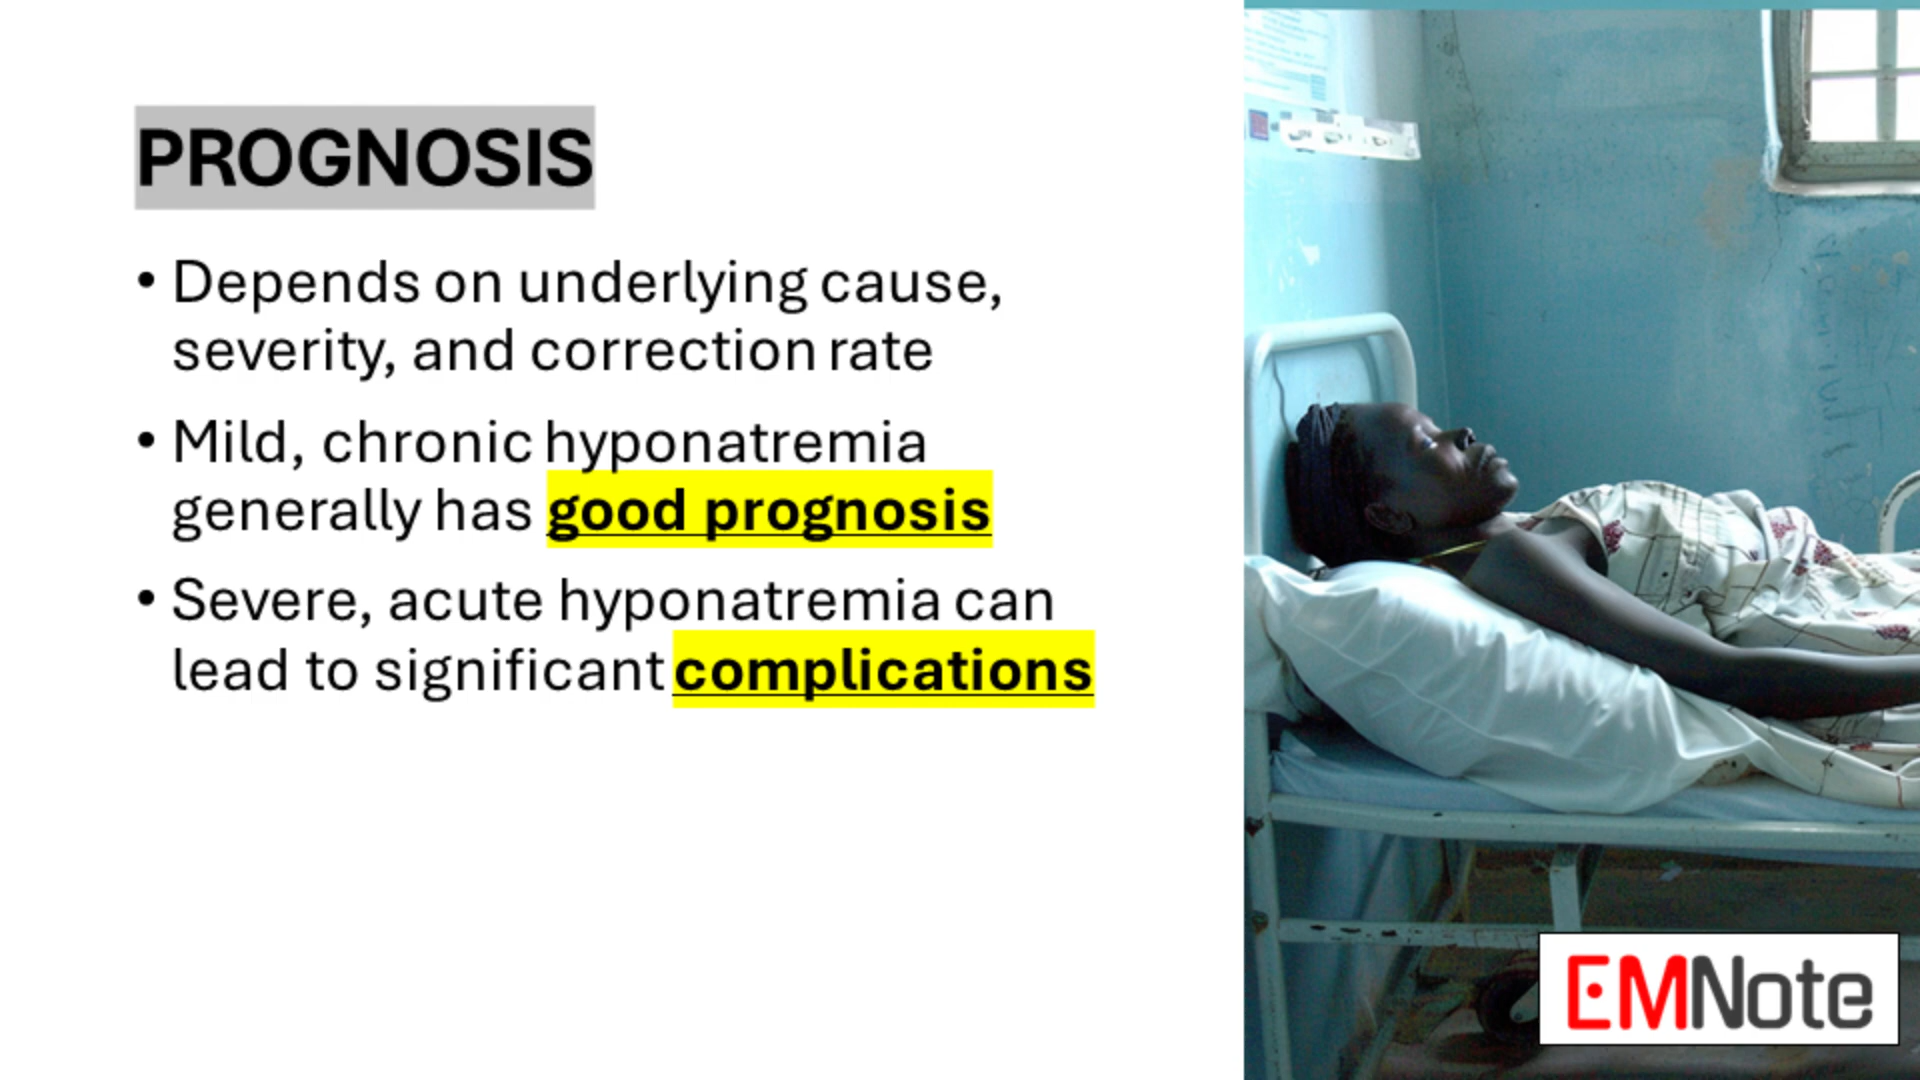 PROGNOSIS
• Depends on underlying cause,
severity, and correction rate
• Mild, chronic hyponatremia
generally has good prognosis
• Severe, acute hyponatremia can
lead to significant complications
EMNote